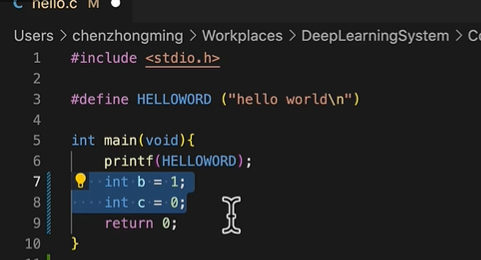 hello.c M
Users > chenzhongming > Workplaces > DeepLearningSystem > Co
1 #include <stdio.h>
2
3 #define HELLOWORD ("hello world\n")
4
5 int main(void){
6 printf(HELLOWORD);
7 int b = 1;
8 int c = 0;
9 return 0;
10 }